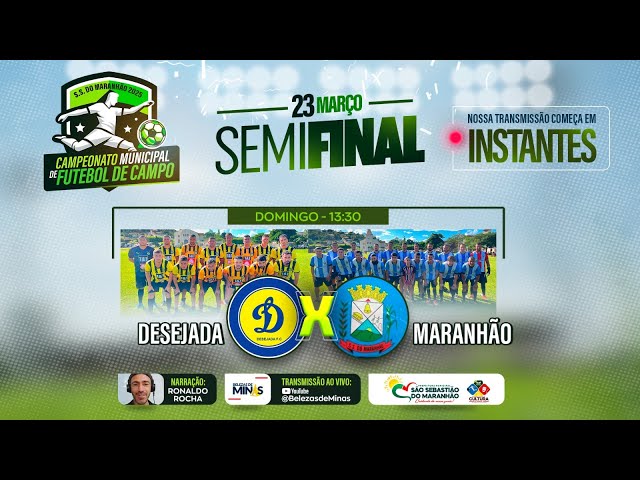 S.S. DO MARANHÃO 2025
CAMPEONATO MUNICIPAL
DE FUTEBOL DE CAMPO
23 MARÇO
SEMIFINAL
NOSSA TRANSMISSÃO COMEÇA EM
INSTANTES
DOMINGO - 13:30
DESEJADA
D
DESEJADA F.C.
X
MARANHÃO
NARRAÇÃO:
RONALDO
ROCHA
BELEZAS DE
MINAS
TRANSMISSÃO AO VIVO:
YouTube
@BelezasdeMinas
SÃO SEBASTIÃO
DO MARANHÃO
CULTURA